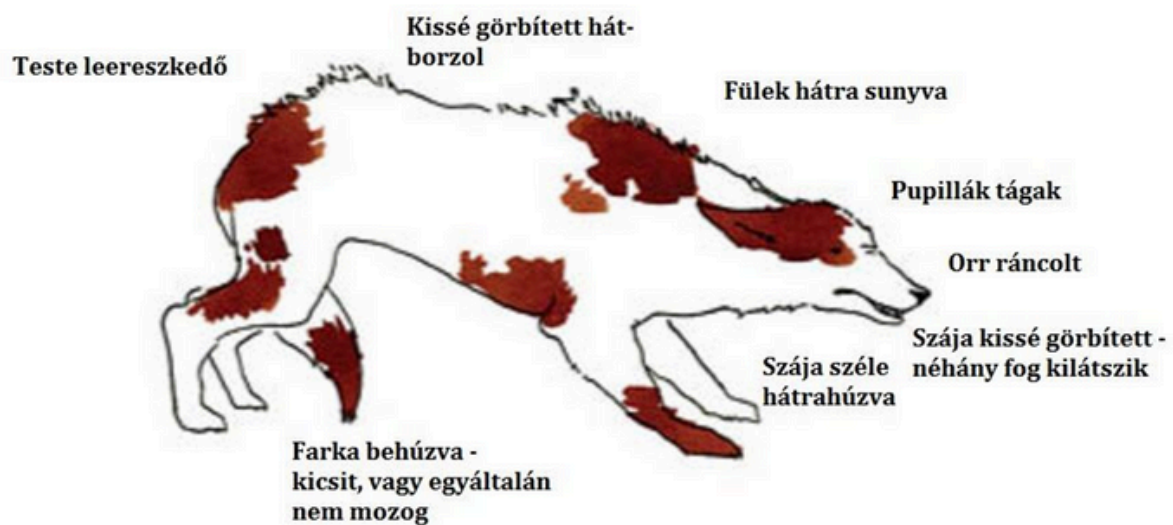 Kissé görbített hát-
borzol
Teste leereszkedő
Fülek hátra sunyva
Pupillák tágak
Orr ráncolt
Szája kissé görbített -
néhány fog kilátszik
Szája széle
hátrahúzva
Farka behúzva -
kicsit, vagy egyáltalán
nem mozog